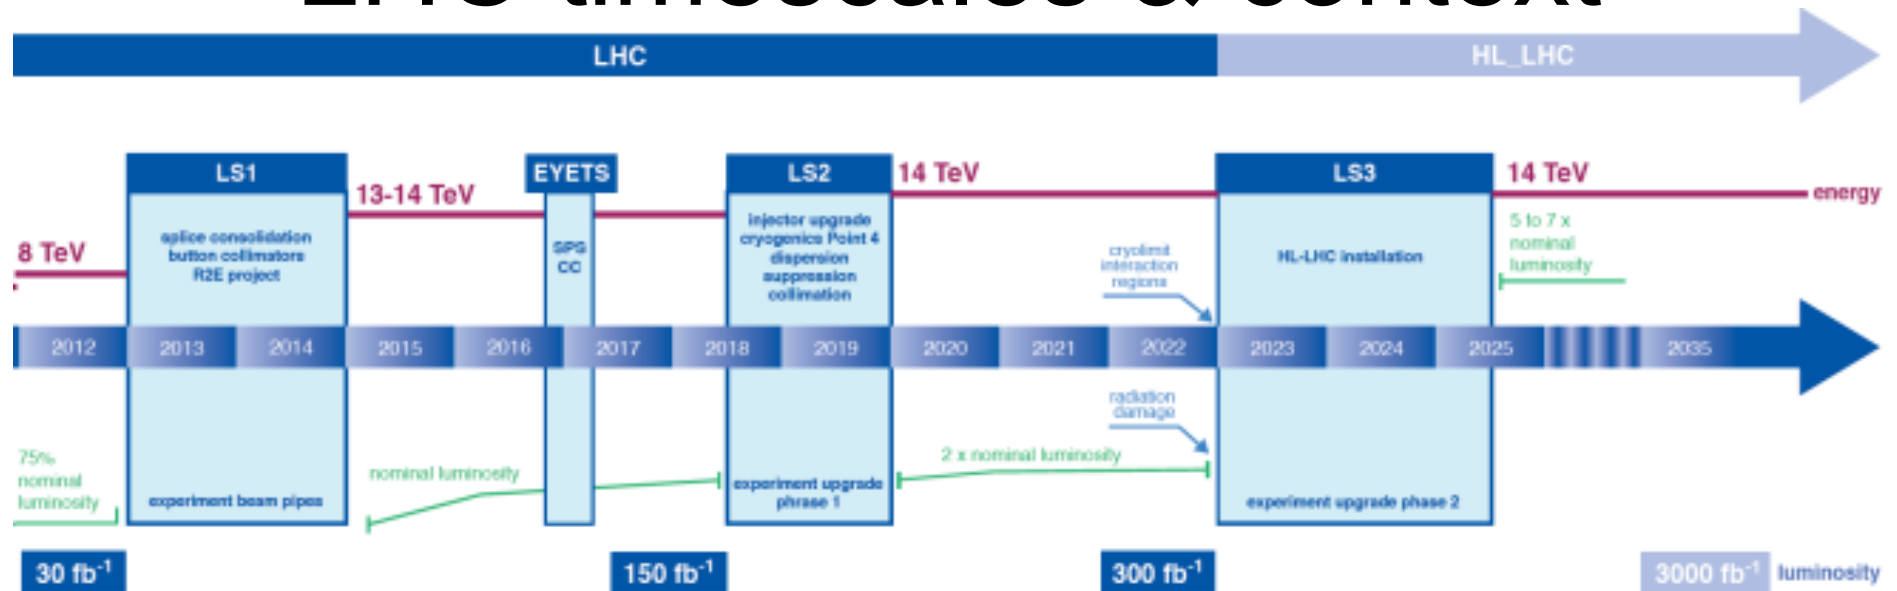 LHC timescales & context
LHC
HL_LHC
LS1
EYETS
LS2
14 TeV
LS3
14 TeV
13-14 TeV
energy
8 TeV
splice consolidation
button collimators
R2E project
SPS
CC
injector upgrade
cryogenics Point 4
dispersion
suppression
collimation
cryolimit
interaction
regions
HL-LHC installation
5 to 7 x
nominal
luminosity
2012
2013
2014
2015
2016
2017
2018
2019
2020
2021
2022
2023
2024
2025
2035
radiation
damage
75%
nominal
luminosity
experiment beam pipes
nominal luminosity
experiment upgrade
phrase 1
2 x nominal luminosity
experiment upgrade phase 2
30 fb-1
150 fb-1
300 fb-1
3000 fb-1
luminosity